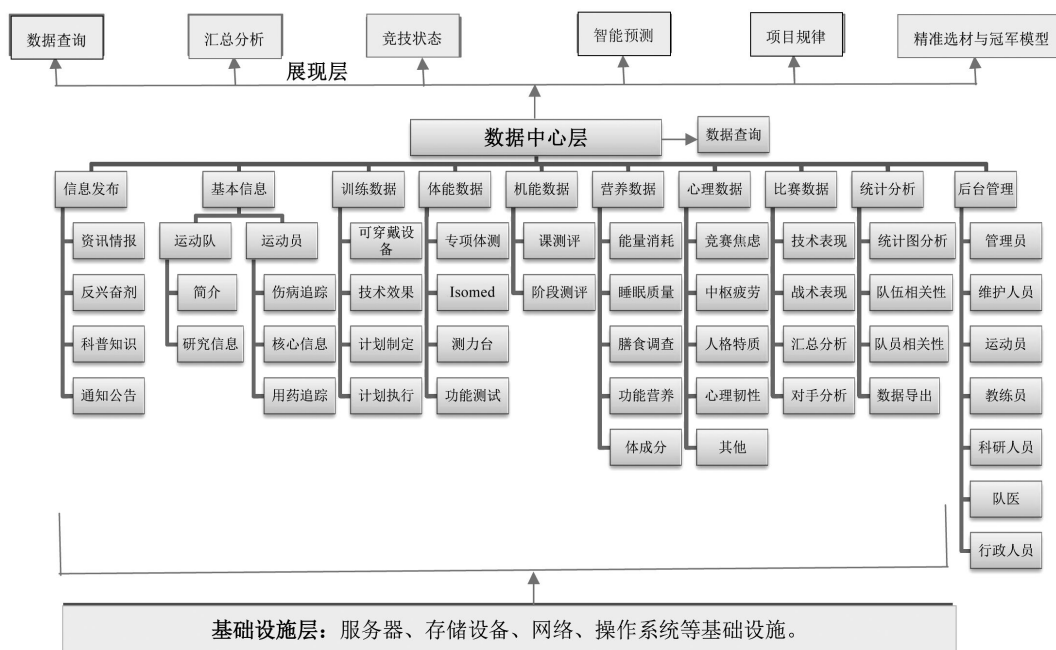 数据查询
汇总分析
竞技状态
智能预测
项目规律
精准选材与冠军模型
展现层
数据中心层
数据查询
信息发布
基本信息
训练数据
体能数据
机能数据
营养数据
心理数据
比赛数据
统计分析
后台管理
资讯情报
反兴奋剂
科普知识
通知公告
运动队
简介
研究信息
运动员
伤病追踪
核心信息
用药追踪
可穿戴设
备
技术效果
计划制定
计划执行
专项体测
Isomed
测力台
功能测试
课测评
阶段测评
能量消耗
睡眠质量
膳食调查
功能营养
体成分
竞赛焦虑
中枢疲劳
人格特质
心理韧性
其他
技术表现
战术表现
汇总分析
对手分析
统计图分析
队伍相关性
队员相关性
数据导出
管理员
维护人员
运动员
教练员
科研人员
队医
行政人员
基础设施层：服务器、存储设备、网络、操作系统等基础设施。